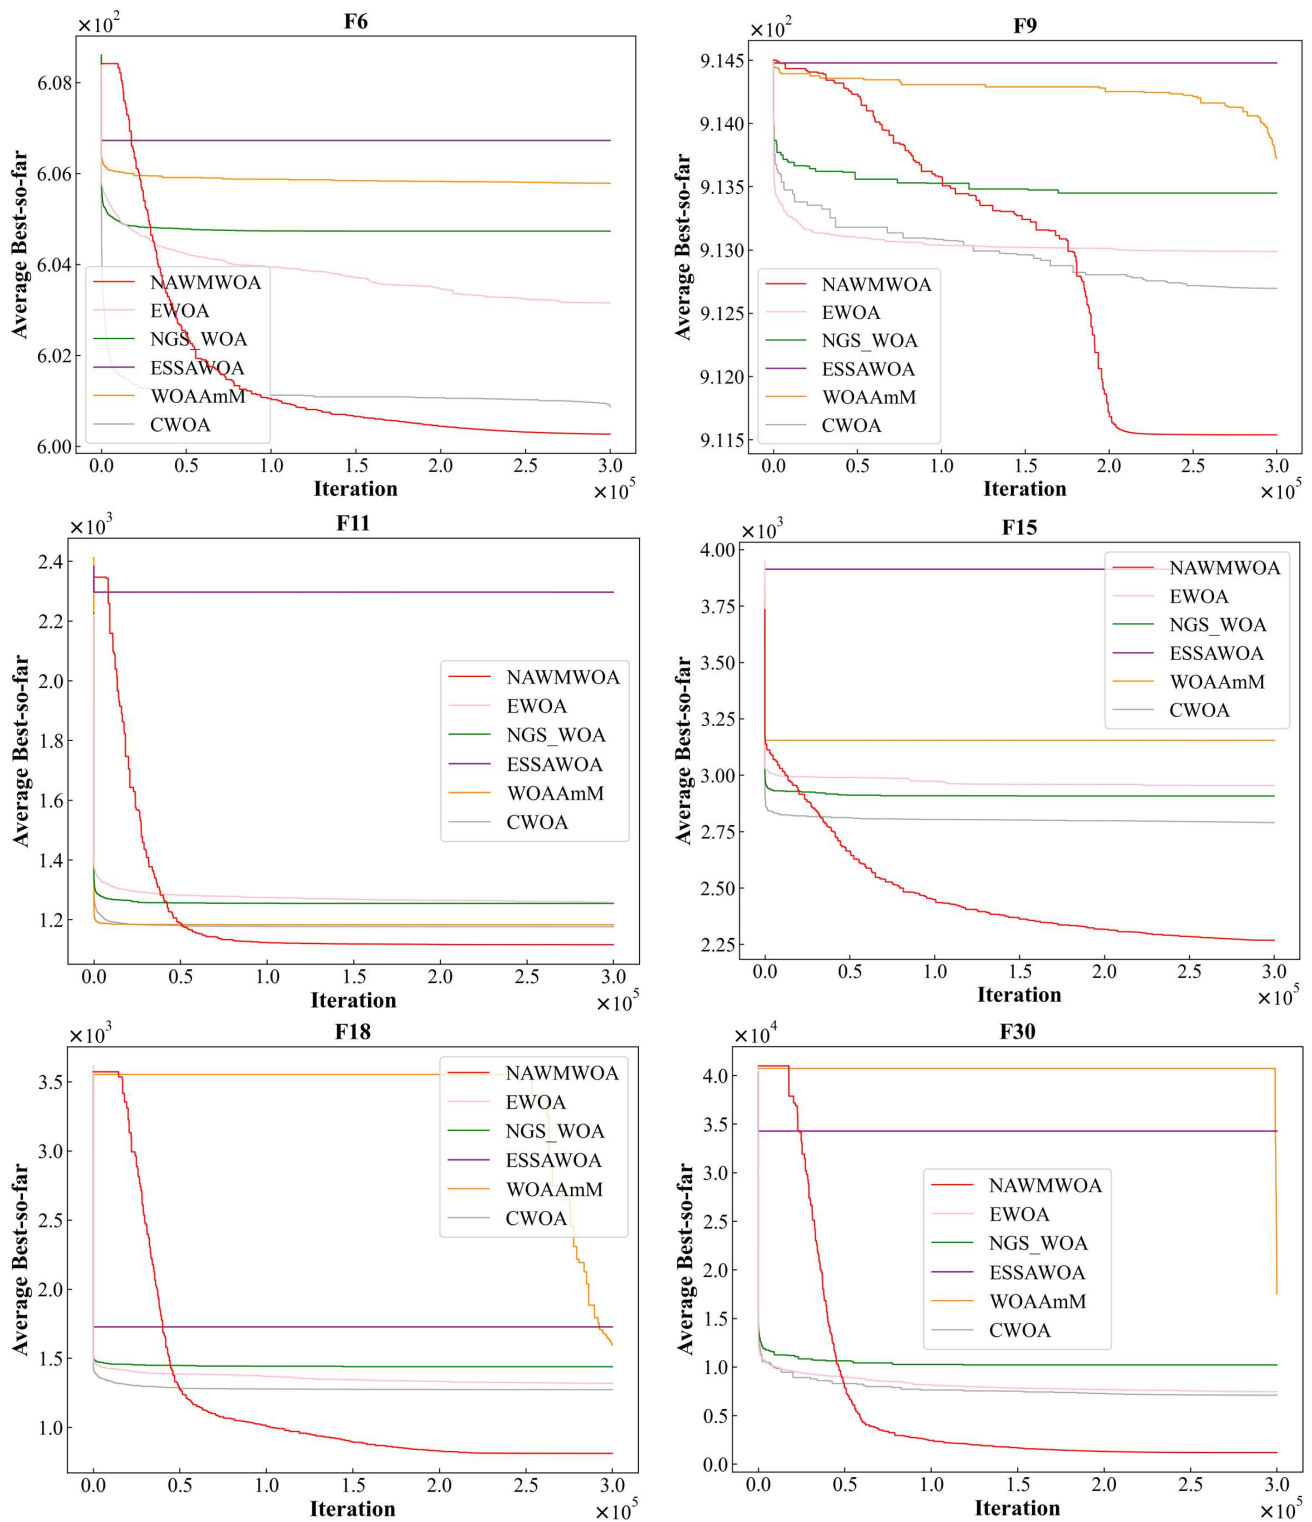 F6
×10²
6.08
6.06
6.04
6.02
6.00
Average Best-so-far
NAWMWOA
EWOA
NGS_WOA
ESSAWOA
WOAAmM
CWOA
0.0 0.5 1.0 1.5 2.0 2.5 3.0
Iteration
×10⁵
F9
×10²
9.145
9.140
9.135
9.130
9.125
9.120
9.115
Average Best-so-far
NAWMWOA
EWOA
NGS_WOA
ESSAWOA
WOAAmM
CWOA
0.0 0.5 1.0 1.5 2.0 2.5 3.0
Iteration
×10⁵
F11
×10³
2.4
2.2
2.0
1.8
1.6
1.4
1.2
Average Best-so-far
NAWMWOA
EWOA
NGS_WOA
ESSAWOA
WOAAmM
CWOA
0.0 0.5 1.0 1.5 2.0 2.5 3.0
Iteration
×10⁵
F15
×10³
4.00
3.75
3.50
3.25
3.00
2.75
2.50
2.25
Average Best-so-far
NAWMWOA
EWOA
NGS_WOA
ESSAWOA
WOAAmM
CWOA
0.0 0.5 1.0 1.5 2.0 2.5 3.0
Iteration
×10⁵
F18
×10³
3.5
3.0
2.5
2.0
1.5
1.0
Average Best-so-far
NAWMWOA
EWOA
NGS_WOA
ESSAWOA
WOAAmM
CWOA
0.0 0.5 1.0 1.5 2.0 2.5 3.0
Iteration
×10⁵
F30
×10⁴
4.0
3.5
3.0
2.5
2.0
1.5
1.0
0.5
0.0
Average Best-so-far
NAWMWOA
EWOA
NGS_WOA
ESSAWOA
WOAAmM
CWOA
0.0 0.5 1.0 1.5 2.0 2.5 3.0
Iteration
×10⁵